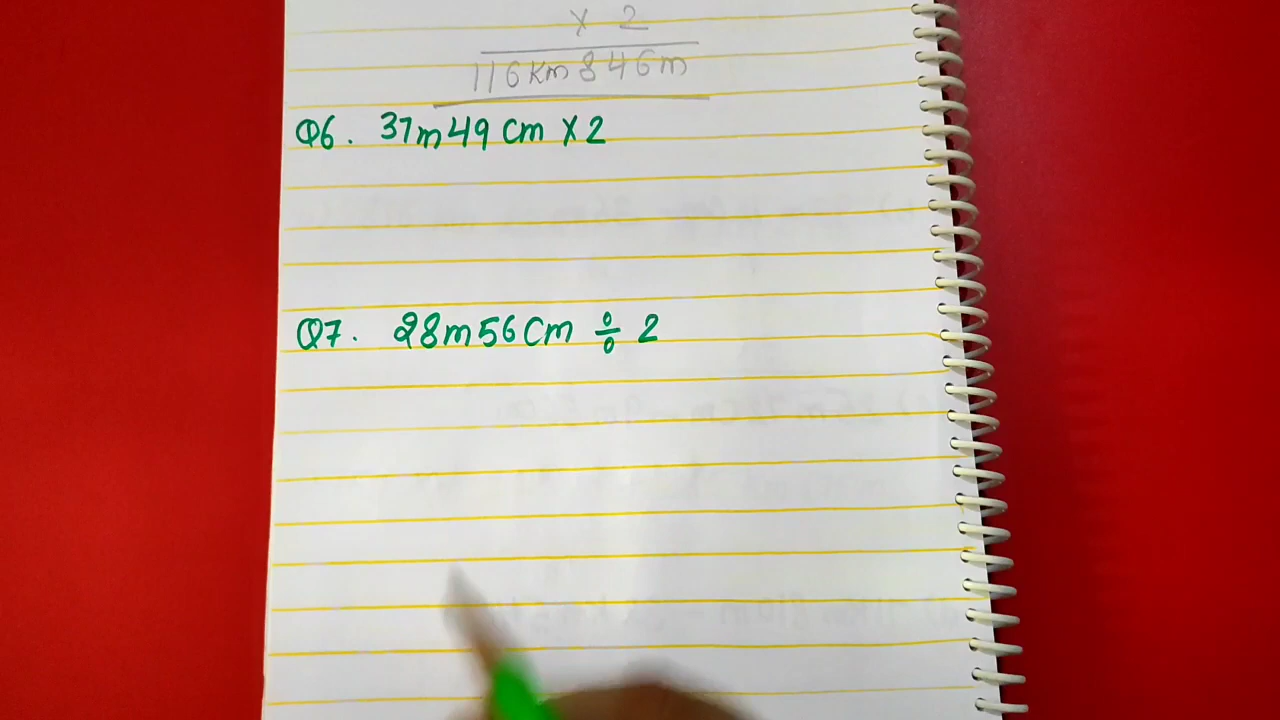 x 2
116Km 846m
Q6. 37m 49 cm x 2
Q7. 28m 56 Cm ÷ 2